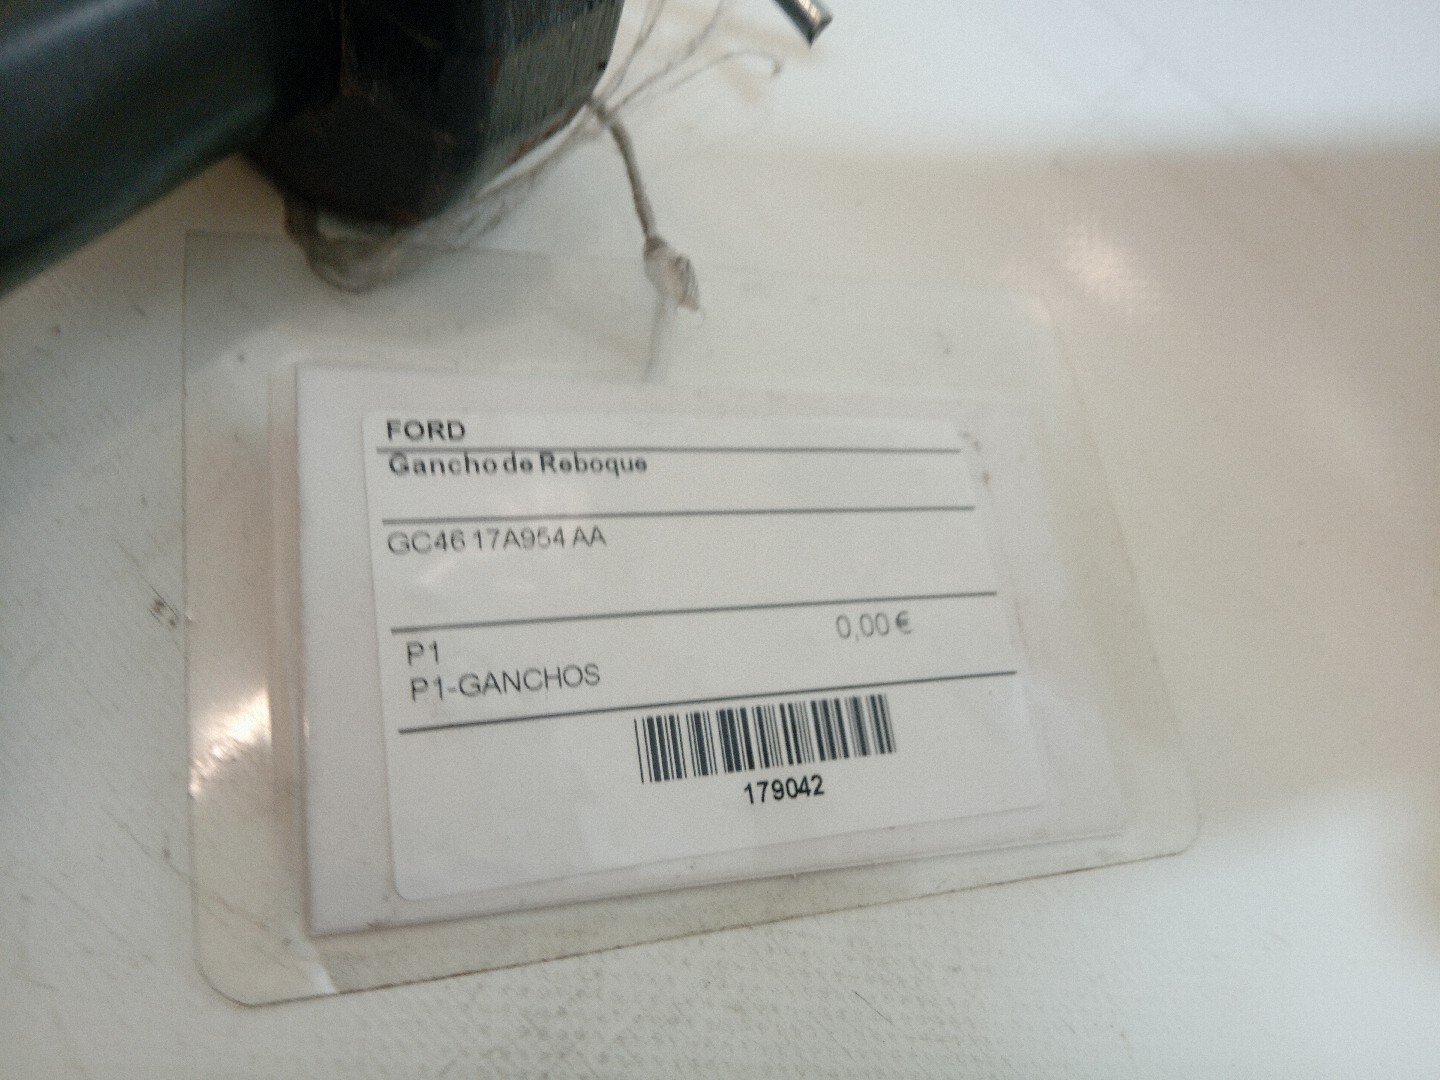 FORD
Gancho de Reboque
GC46 17A954 AA
0,00 €
P1
P1-GANCHOS
179042